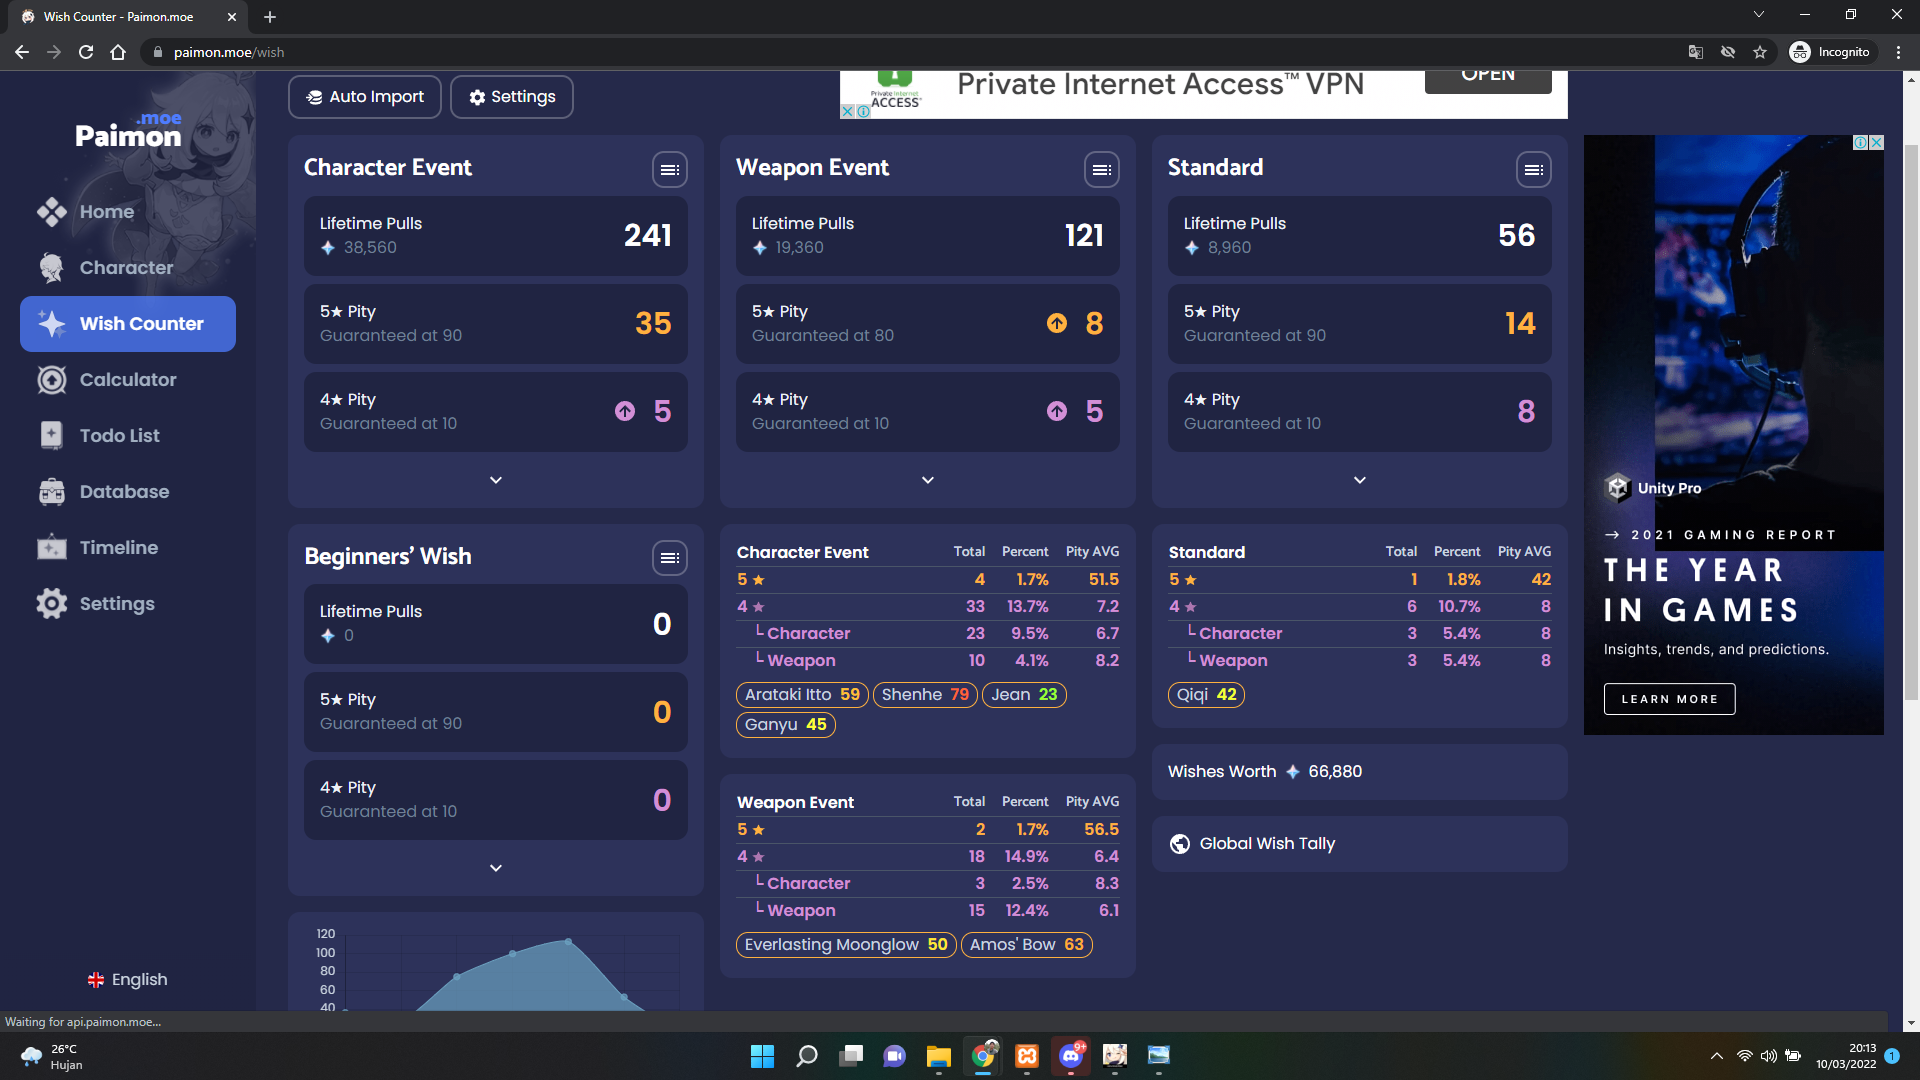 Wish Counter - Paimon.moe
paimon.moe/wish
Incognito
Paimon
.moe
Home
Character
Wish Counter
Calculator
Todo List
Database
Timeline
Settings
English
Auto Import
Settings
Private Internet
ACCESS
Private Internet Access™ VPN
OPEN
Character Event
Lifetime Pulls
38,560
241
5★ Pity
Guaranteed at 90
35
4★ Pity
Guaranteed at 10
5
Weapon Event
Lifetime Pulls
19,360
121
5★ Pity
Guaranteed at 80
8
4★ Pity
Guaranteed at 10
5
Standard
Lifetime Pulls
8,960
56
5★ Pity
Guaranteed at 90
14
4★ Pity
Guaranteed at 10
8
Beginners' Wish
Lifetime Pulls
0
0
5★ Pity
Guaranteed at 90
0
4★ Pity
Guaranteed at 10
0
120
100
80
60
40
Character Event Total Percent Pity AVG
5 ★ 4 1.7% 51.5
4 ★ 33 13.7% 7.2
└ Character 23 9.5% 6.7
└ Weapon 10 4.1% 8.2
Arataki Itto 59 Shenhe 79 Jean 23
Ganyu 45
Weapon Event Total Percent Pity AVG
5 ★ 2 1.7% 56.5
4 ★ 18 14.9% 6.4
└ Character 3 2.5% 8.3
└ Weapon 15 12.4% 6.1
Everlasting Moonglow 50 Amos' Bow 63
Standard Total Percent Pity AVG
5 ★ 1 1.8% 42
4 ★ 6 10.7% 8
└ Character 3 5.4% 8
└ Weapon 3 5.4% 8
Qiqi 42
Wishes Worth 66,880
Global Wish Tally
Unity Pro
→ 2021 GAMING REPORT
THE YEAR
IN GAMES
Insights, trends, and predictions.
LEARN MORE
Waiting for api.paimon.moe...
26°C
Hujan
9+
20:13
10/03/2022
1